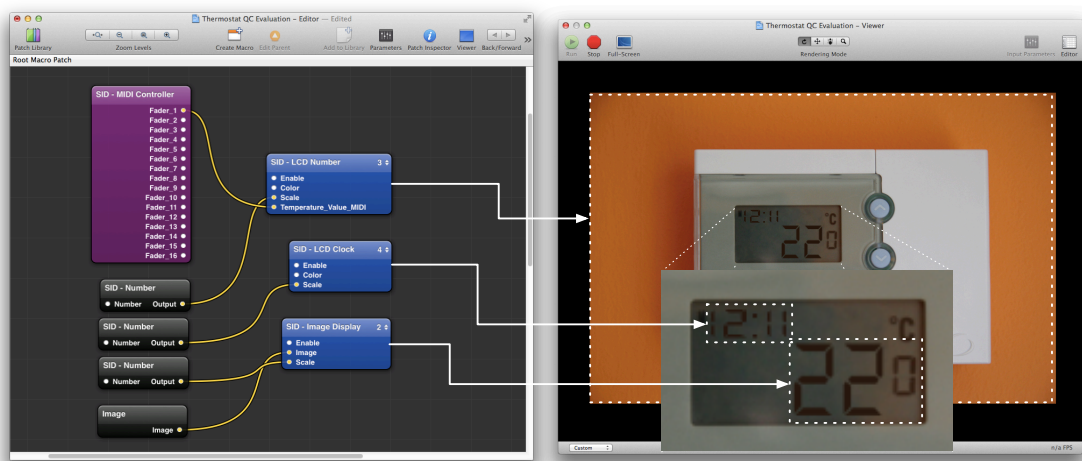 Thermostat QC Evaluation - Editor — Edited
Patch Library
Zoom Levels
Create Macro
Edit Parent
Add to Library
Parameters
Patch Inspector
Viewer
Back/Forward
Root Macro Patch
SID - MIDI Controller
Fader_1
Fader_2
Fader_3
Fader_4
Fader_5
Fader_6
Fader_7
Fader_8
Fader_9
Fader_10
Fader_11
Fader_12
Fader_13
Fader_14
Fader_15
Fader_16
SID - LCD Number 3
Enable
Color
Scale
Temperature_Value_MIDI
SID - LCD Clock 4
Enable
Color
Scale
SID - Number
Number Output
SID - Number
Number Output
SID - Image Display 2
Enable
Image
Scale
SID - Number
Number Output
Image
Image
Thermostat QC Evaluation - Viewer
Run
Stop
Full-Screen
Rendering Mode
Input Parameters
Editor
12:11 °C
22 0
12:11 °C
22 0
Custom
n/a FPS